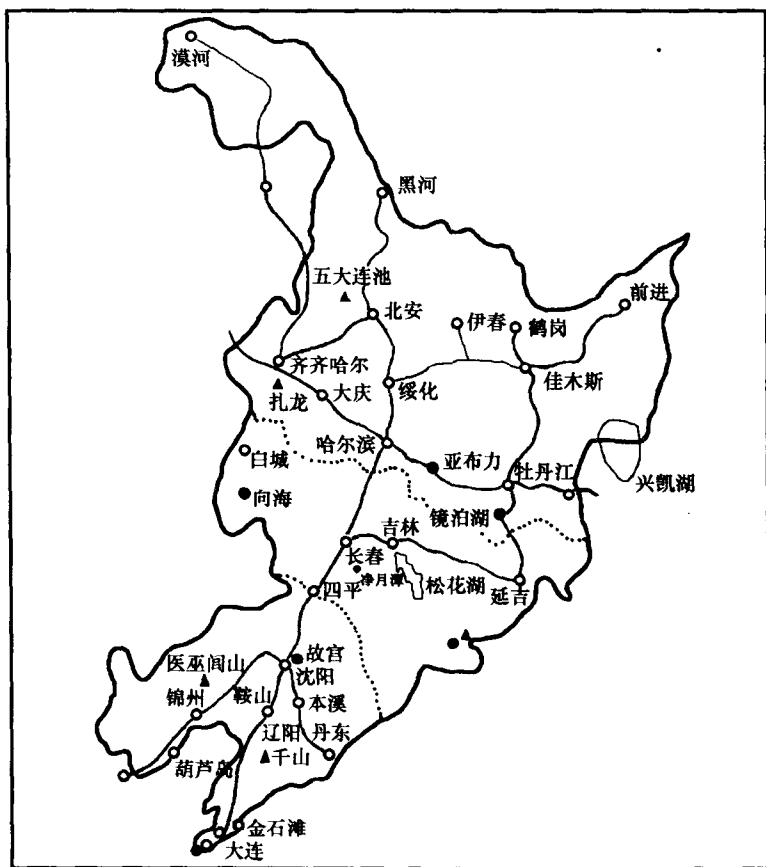 漠河
黑河
五大连池
前进
北安
伊春
鹤岗
齐齐哈尔
佳木斯
扎龙
大庆
绥化
哈尔滨
亚布力
白城
牡丹江
兴凯湖
向海
镜泊湖
吉林
长春
净月潭
松花湖
四平
延吉
故宫
医巫闾山
沈阳
锦州
鞍山
本溪
辽阳
丹东
葫芦岛
千山
金石滩
大连